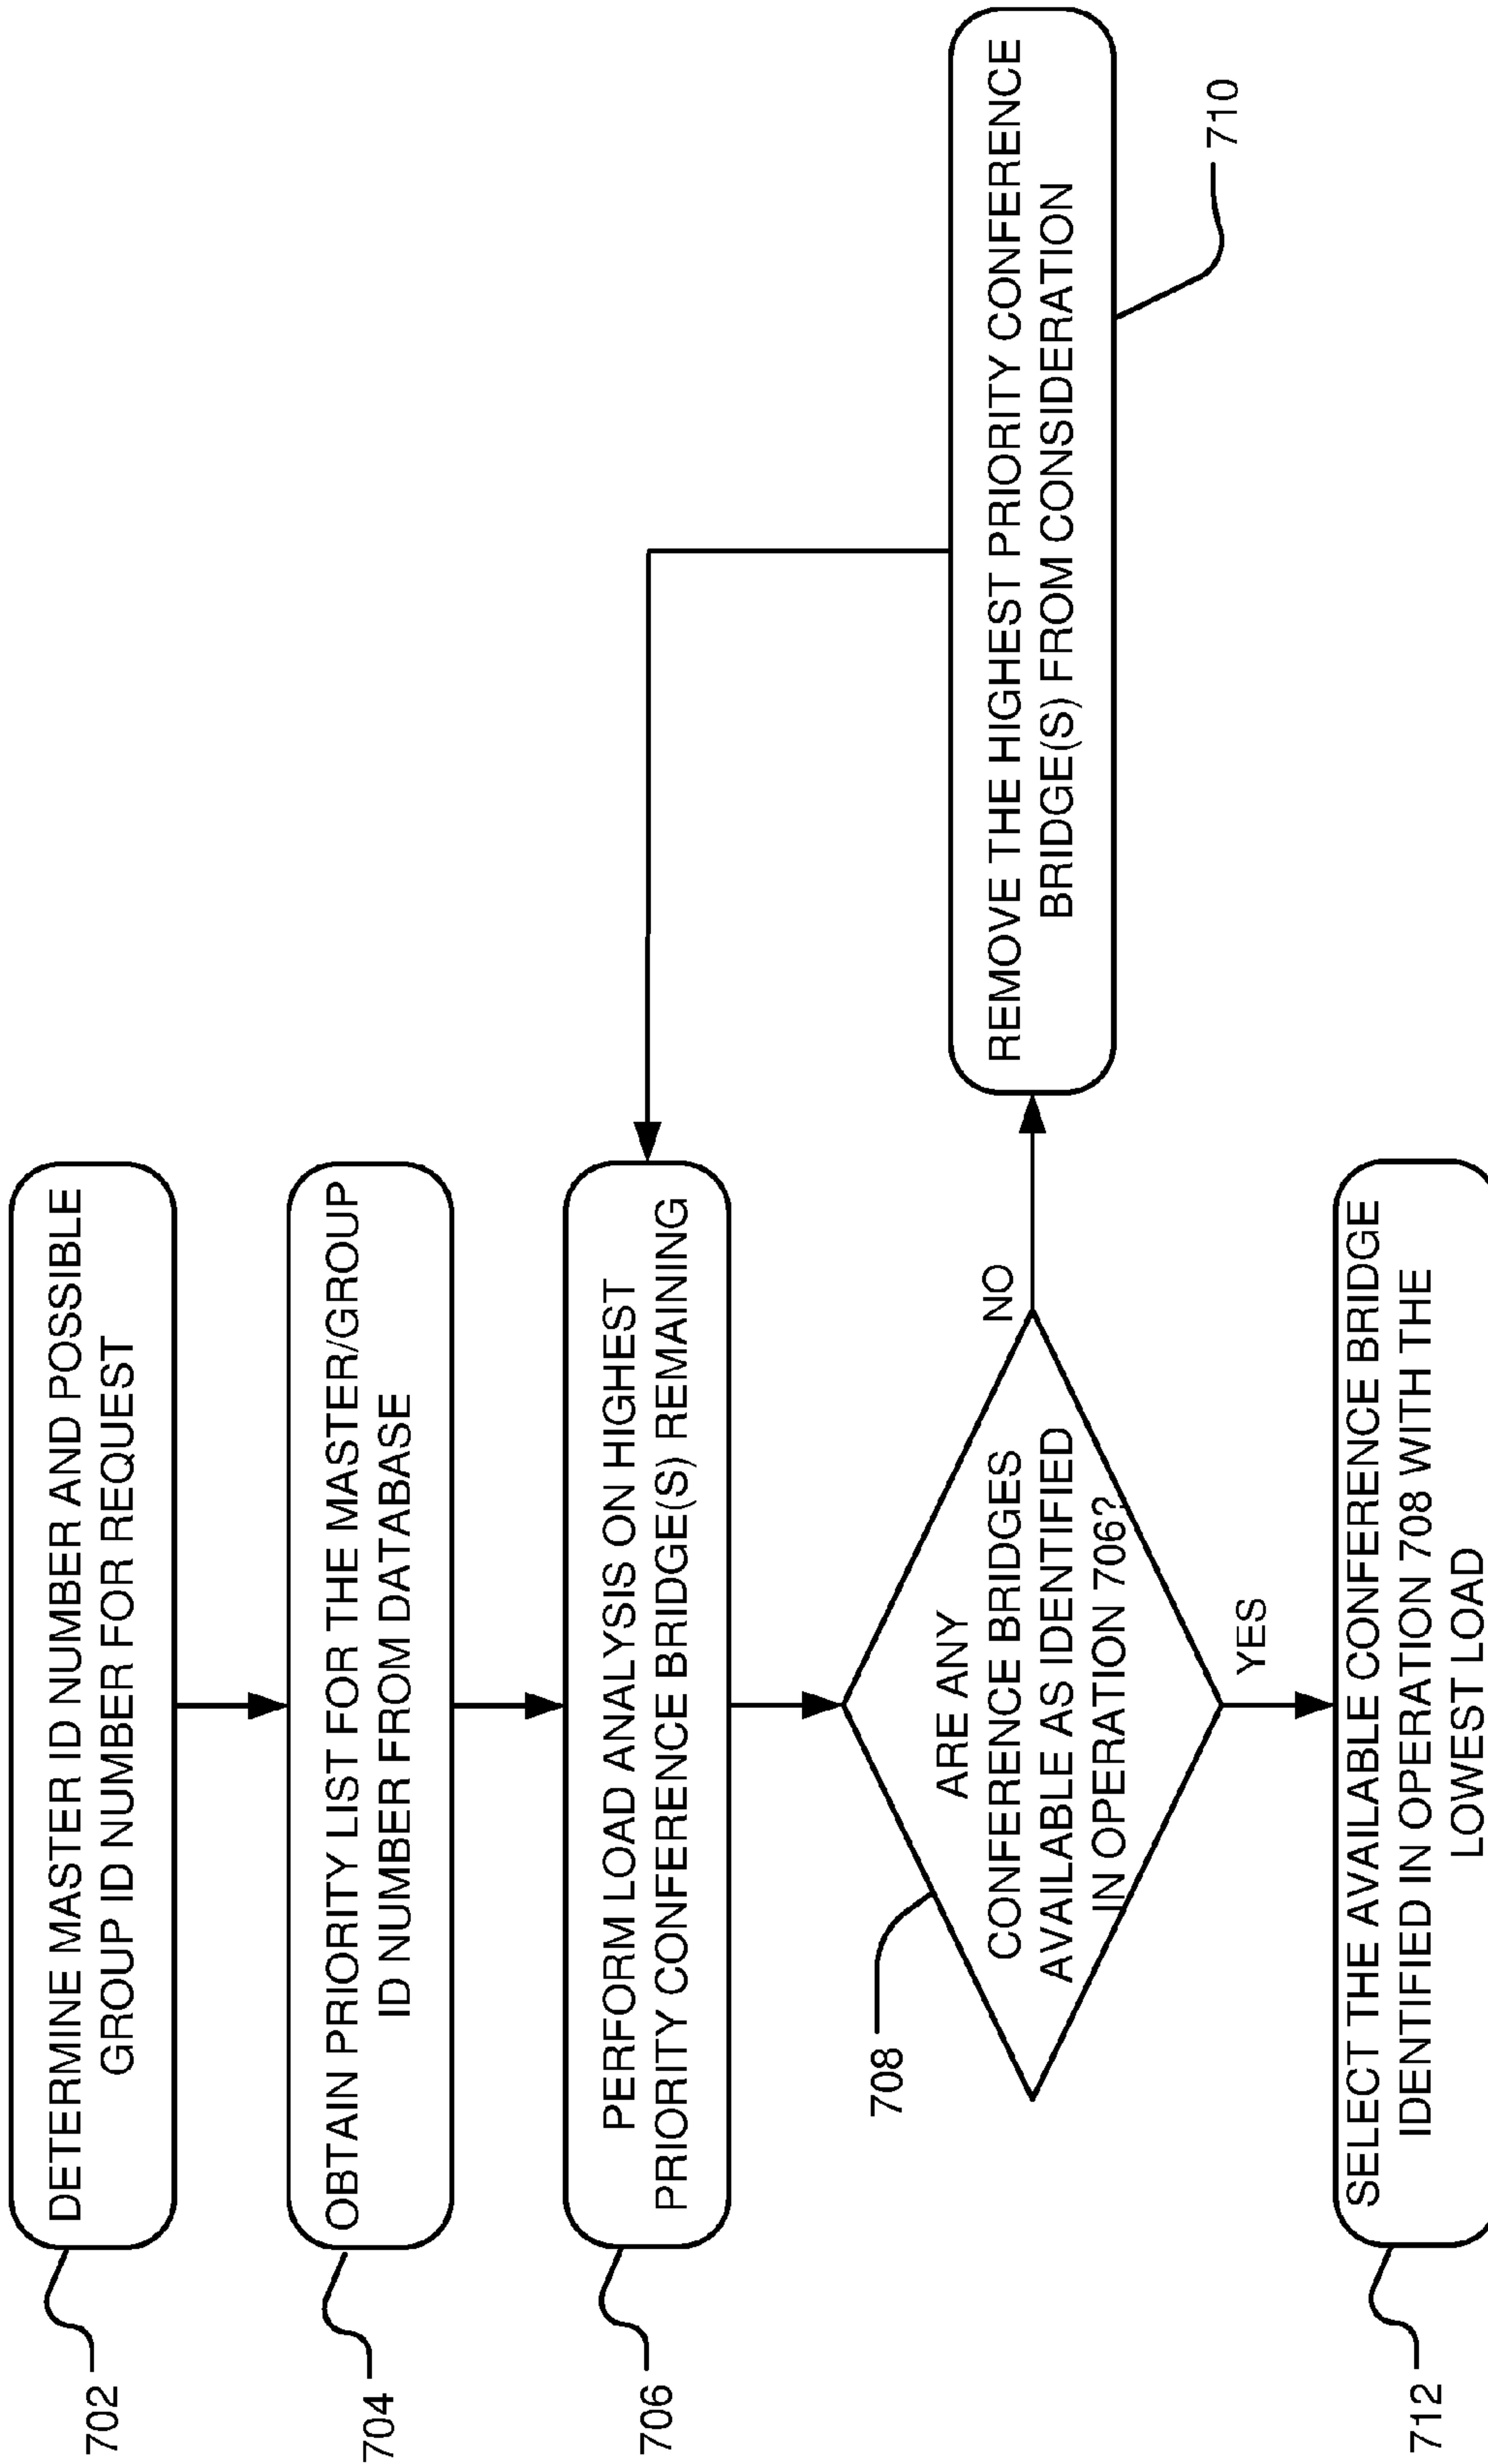 702
DETERMINE MASTER ID NUMBER AND POSSIBLE
GROUP ID NUMBER FOR REQUEST
704
OBTAIN PRIORITY LIST FOR THE MASTER/GROUP
ID NUMBER FROM DATABASE
706
PERFORM LOAD ANALYSIS ON HIGHEST
PRIORITY CONFERENCE BRIDGE(S) REMAINING
708
ARE ANY
CONFERENCE BRIDGES
AVAILABLE AS IDENTIFIED
IN OPERATION 706?
NO
REMOVE THE HIGHEST PRIORITY CONFERENCE
BRIDGE(S) FROM CONSIDERATION
710
YES
712
SELECT THE AVAILABLE CONFERENCE BRIDGE
IDENTIFIED IN OPERATION 708 WITH THE
LOWEST LOAD